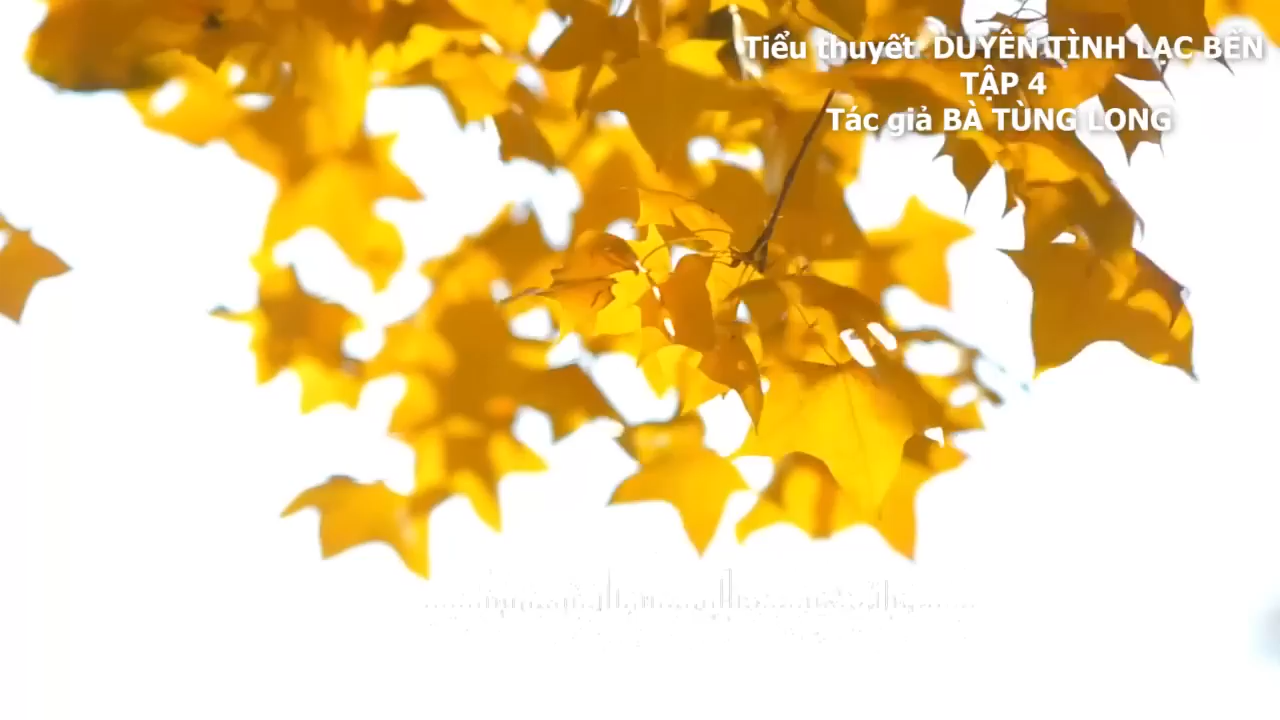 Tiểu thuyết: DUYÊN TÌNH LẠC BẾN
TẬP 4
Tác giả BÀ TÙNG LONG